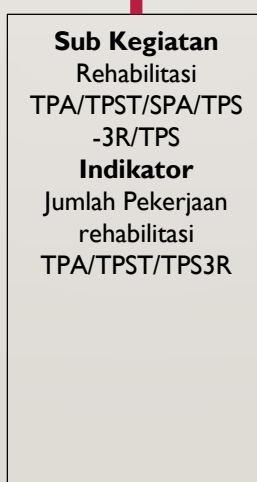 Sub Kegiatan
Rehabilitasi
TPA/TPST/SPA/TPS
-3R/TPS
Indikator
Jumlah Pekerjaan
rehabilitasi
TPA/TPST/TPS3R